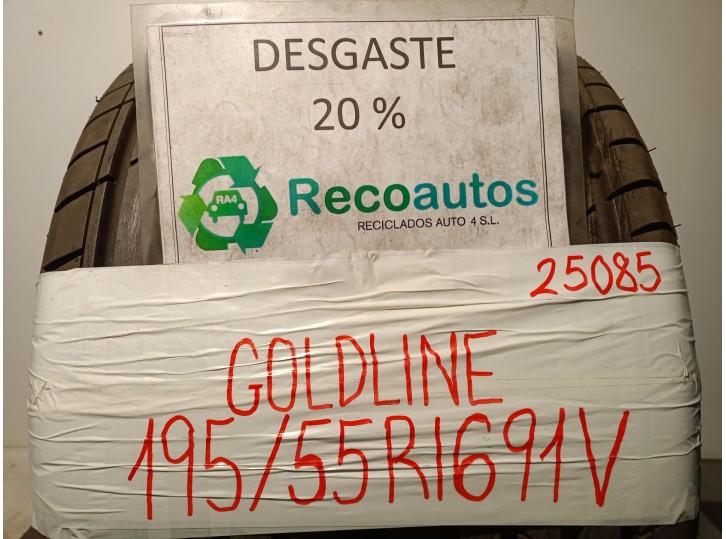 DESGASTE
20 %
RA4
Recoautos
RECICLADOS AUTO 4 S.L.
25085
GOLDLINE
195/55R1691V